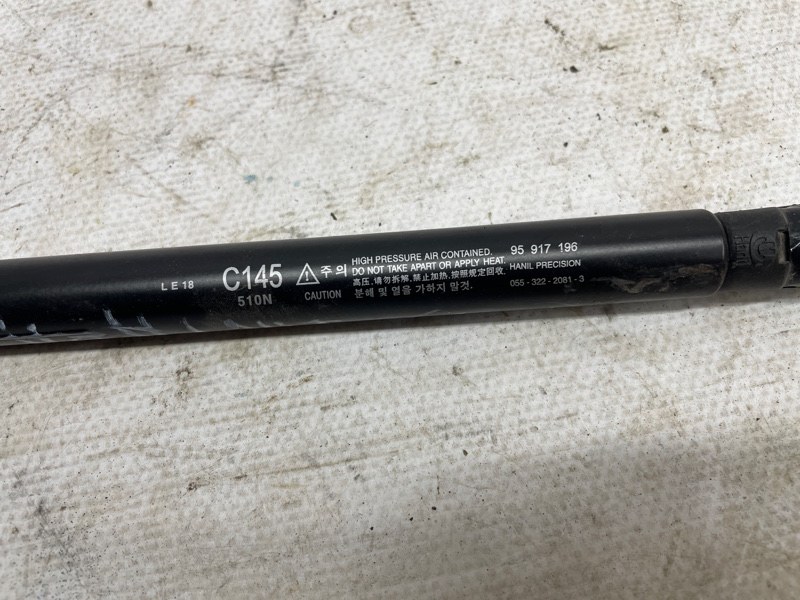 LE18
C145
510N
주의
CAUTION
HIGH PRESSURE AIR CONTAINED.
DO NOT TAKE APART OR APPLY HEAT.
高压,请勿拆解,禁止加热,按照规定回收.
분해 및 열을 가하지 말것.
95 917 196
HANIL PRECISION
055-322-2081-3